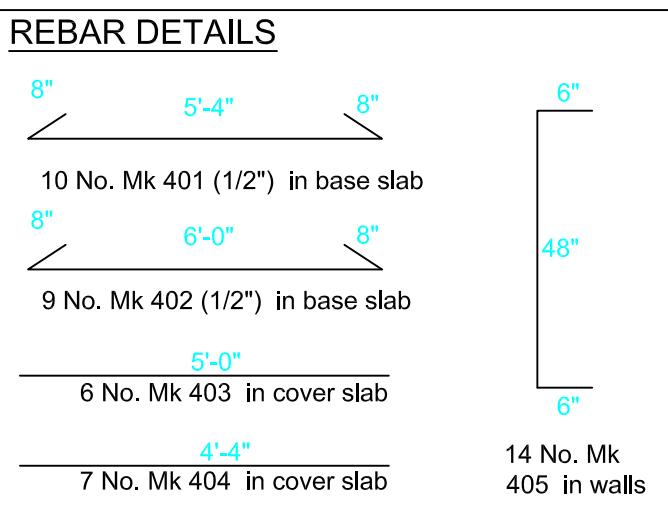 REBAR DETAILS
8"
5'-4"
8"
10 No. Mk 401 (1/2") in base slab
8"
6'-0"
8"
9 No. Mk 402 (1/2") in base slab
5'-0"
6 No. Mk 403 in cover slab
4'-4"
7 No. Mk 404 in cover slab
6"
48"
6"
14 No. Mk
405 in walls